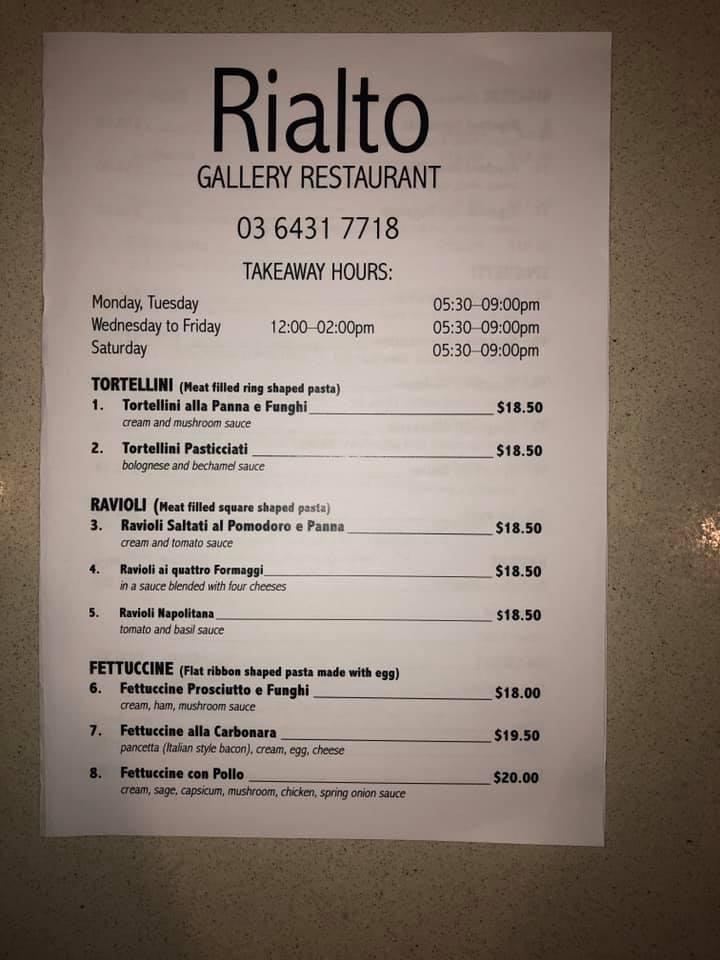 Rialto
GALLERY RESTAURANT
03 6431 7718
TAKEAWAY HOURS:
Monday, Tuesday 05:30–09:00pm
Wednesday to Friday 12:00–02:00pm 05:30–09:00pm
Saturday 05:30–09:00pm
TORTELLINI (Meat filled ring shaped pasta)
1. Tortellini alla Panna e Funghi $18.50
cream and mushroom sauce
2. Tortellini Pasticciati $18.50
bolognese and bechamel sauce
RAVIOLI (Meat filled square shaped pasta)
3. Ravioli Saltati al Pomodoro e Panna $18.50
cream and tomato sauce
4. Ravioli ai quattro Formaggi $18.50
in a sauce blended with four cheeses
5. Ravioli Napolitana $18.50
tomato and basil sauce
FETTUCCINE (Flat ribbon shaped pasta made with egg)
6. Fettuccine Prosciutto e Funghi $18.00
cream, ham, mushroom sauce
7. Fettuccine alla Carbonara $19.50
pancetta (Italian style bacon), cream, egg, cheese
8. Fettuccine con Pollo $20.00
cream, sage, capsicum, mushroom, chicken, spring onion sauce